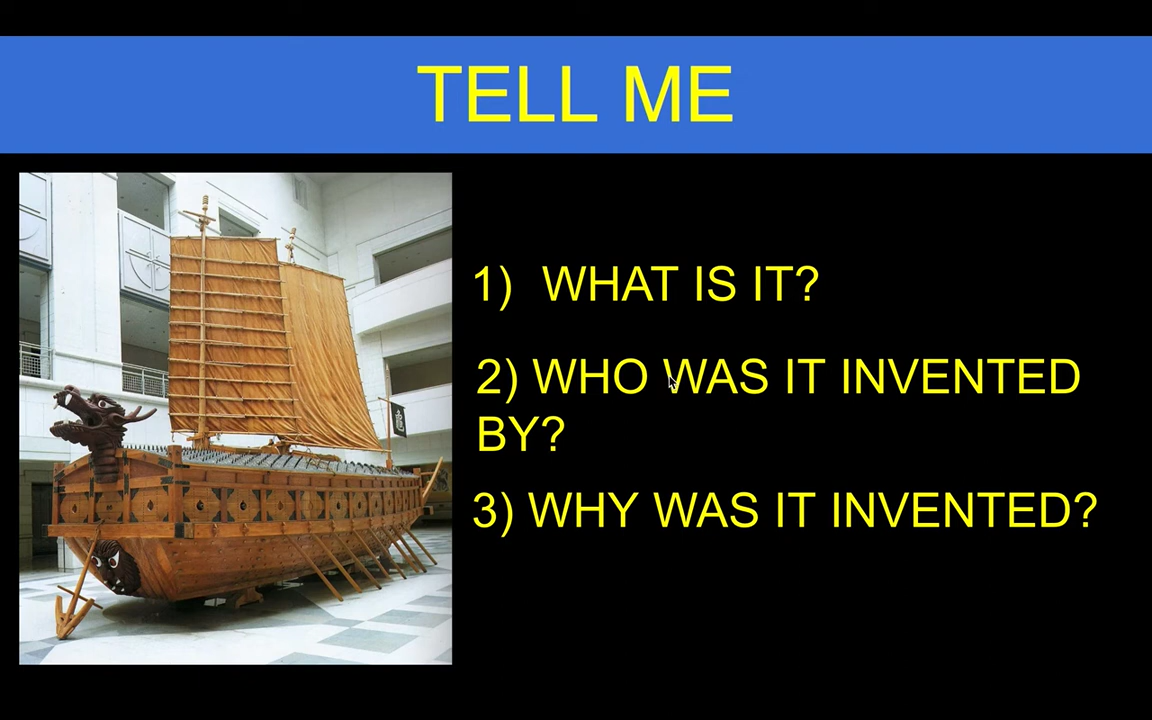 TELL ME
1) WHAT IS IT?
2) WHO WAS IT INVENTED
BY?
3) WHY WAS IT INVENTED?